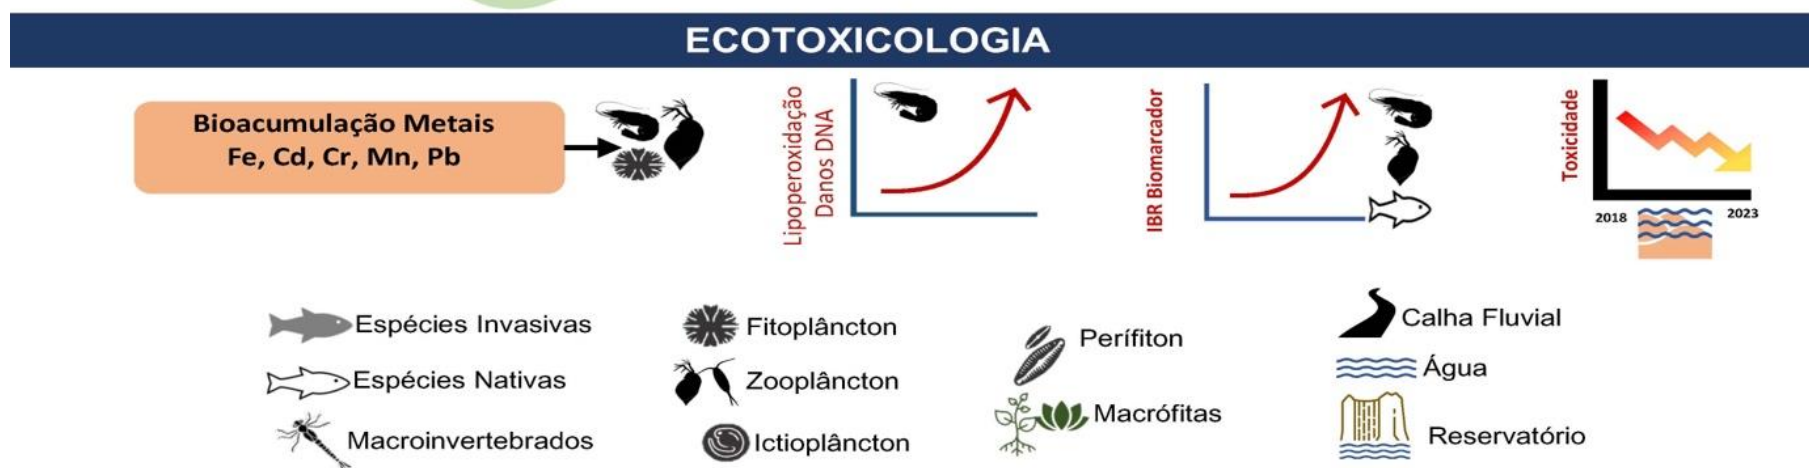 ECOTOXICOLOGIA
Bioacumulação Metais
Fe, Cd, Cr, Mn, Pb
Lipoperoxidação
Danos DNA
IBR Biomarcador
Toxicidade
2018
2023
Espécies Invasivas
Espécies Nativas
Macroinvertebrados
Fitoplâncton
Zooplâncton
Ictioplâncton
Perífiton
Macrófitas
Calha Fluvial
Água
Reservatório